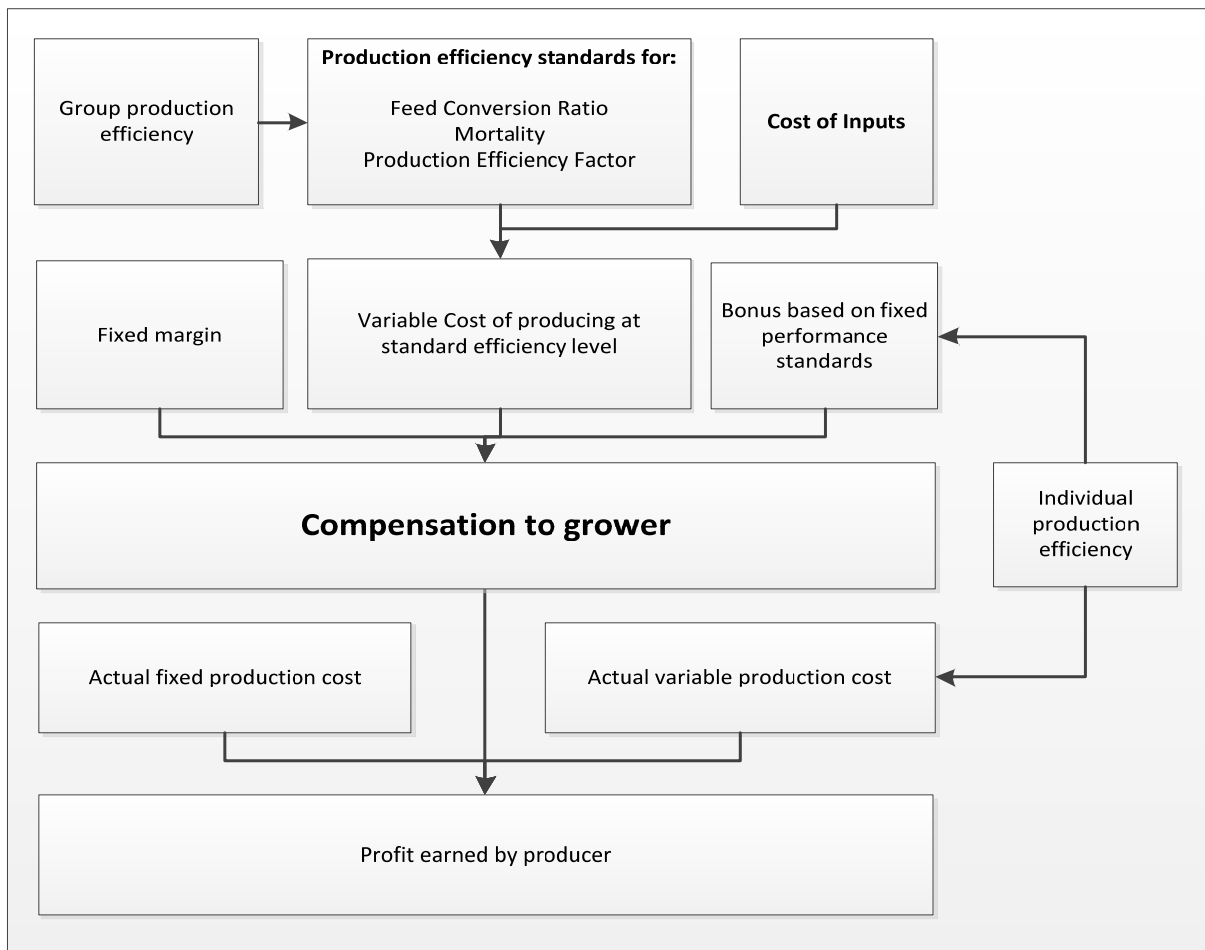 Group production
efficiency
Production efficiency standards for:
Feed Conversion Ratio
Mortality
Production Efficiency Factor
Cost of Inputs
Fixed margin
Variable Cost of producing at
standard efficiency level
Bonus based on fixed
performance
standards
Compensation to grower
Individual
production
efficiency
Actual fixed production cost
Actual variable production cost
Profit earned by producer